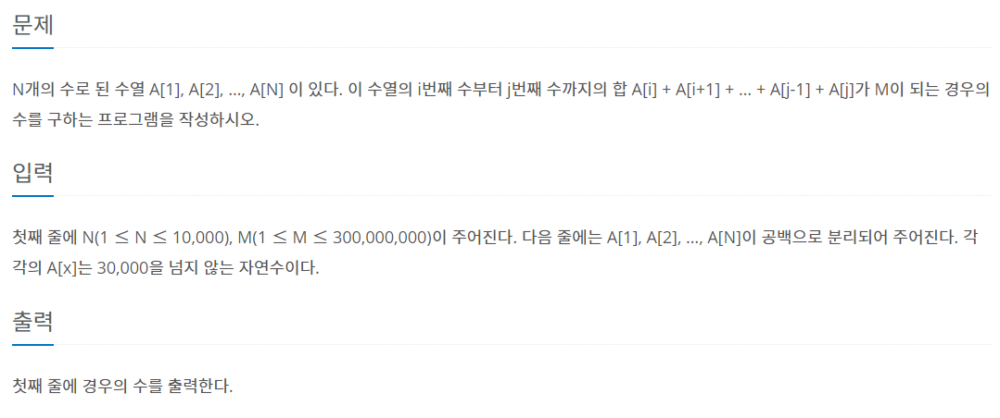 문제
N개의 수로 된 수열 A[1], A[2], …, A[N] 이 있다. 이 수열의 i번째 수부터 j번째 수까지의 합 A[i] + A[i+1] + … + A[j-1] + A[j]가 M이 되는 경우의
수를 구하는 프로그램을 작성하시오.
입력
첫째 줄에 N(1 ≤ N ≤ 10,000), M(1 ≤ M ≤ 300,000,000)이 주어진다. 다음 줄에는 A[1], A[2], …, A[N]이 공백으로 분리되어 주어진다. 각
각의 A[x]는 30,000을 넘지 않는 자연수이다.
출력
첫째 줄에 경우의 수를 출력한다.